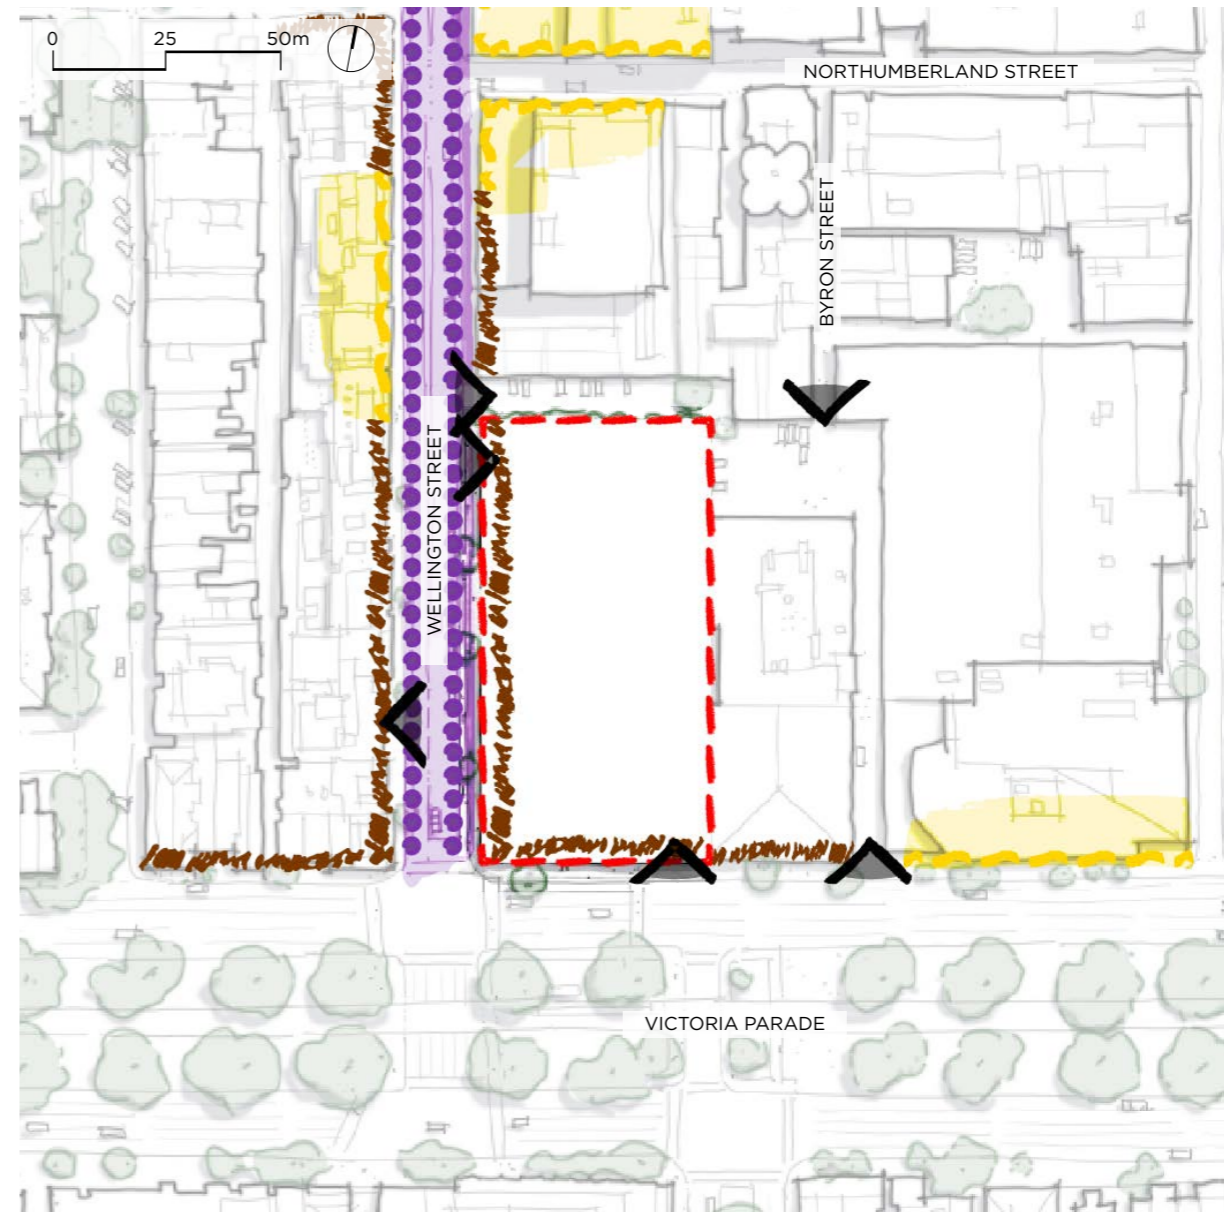 0 25 50m
NORTHUMBERLAND STREET
BYRON STREET
WELLINGTON STREET
VICTORIA PARADE